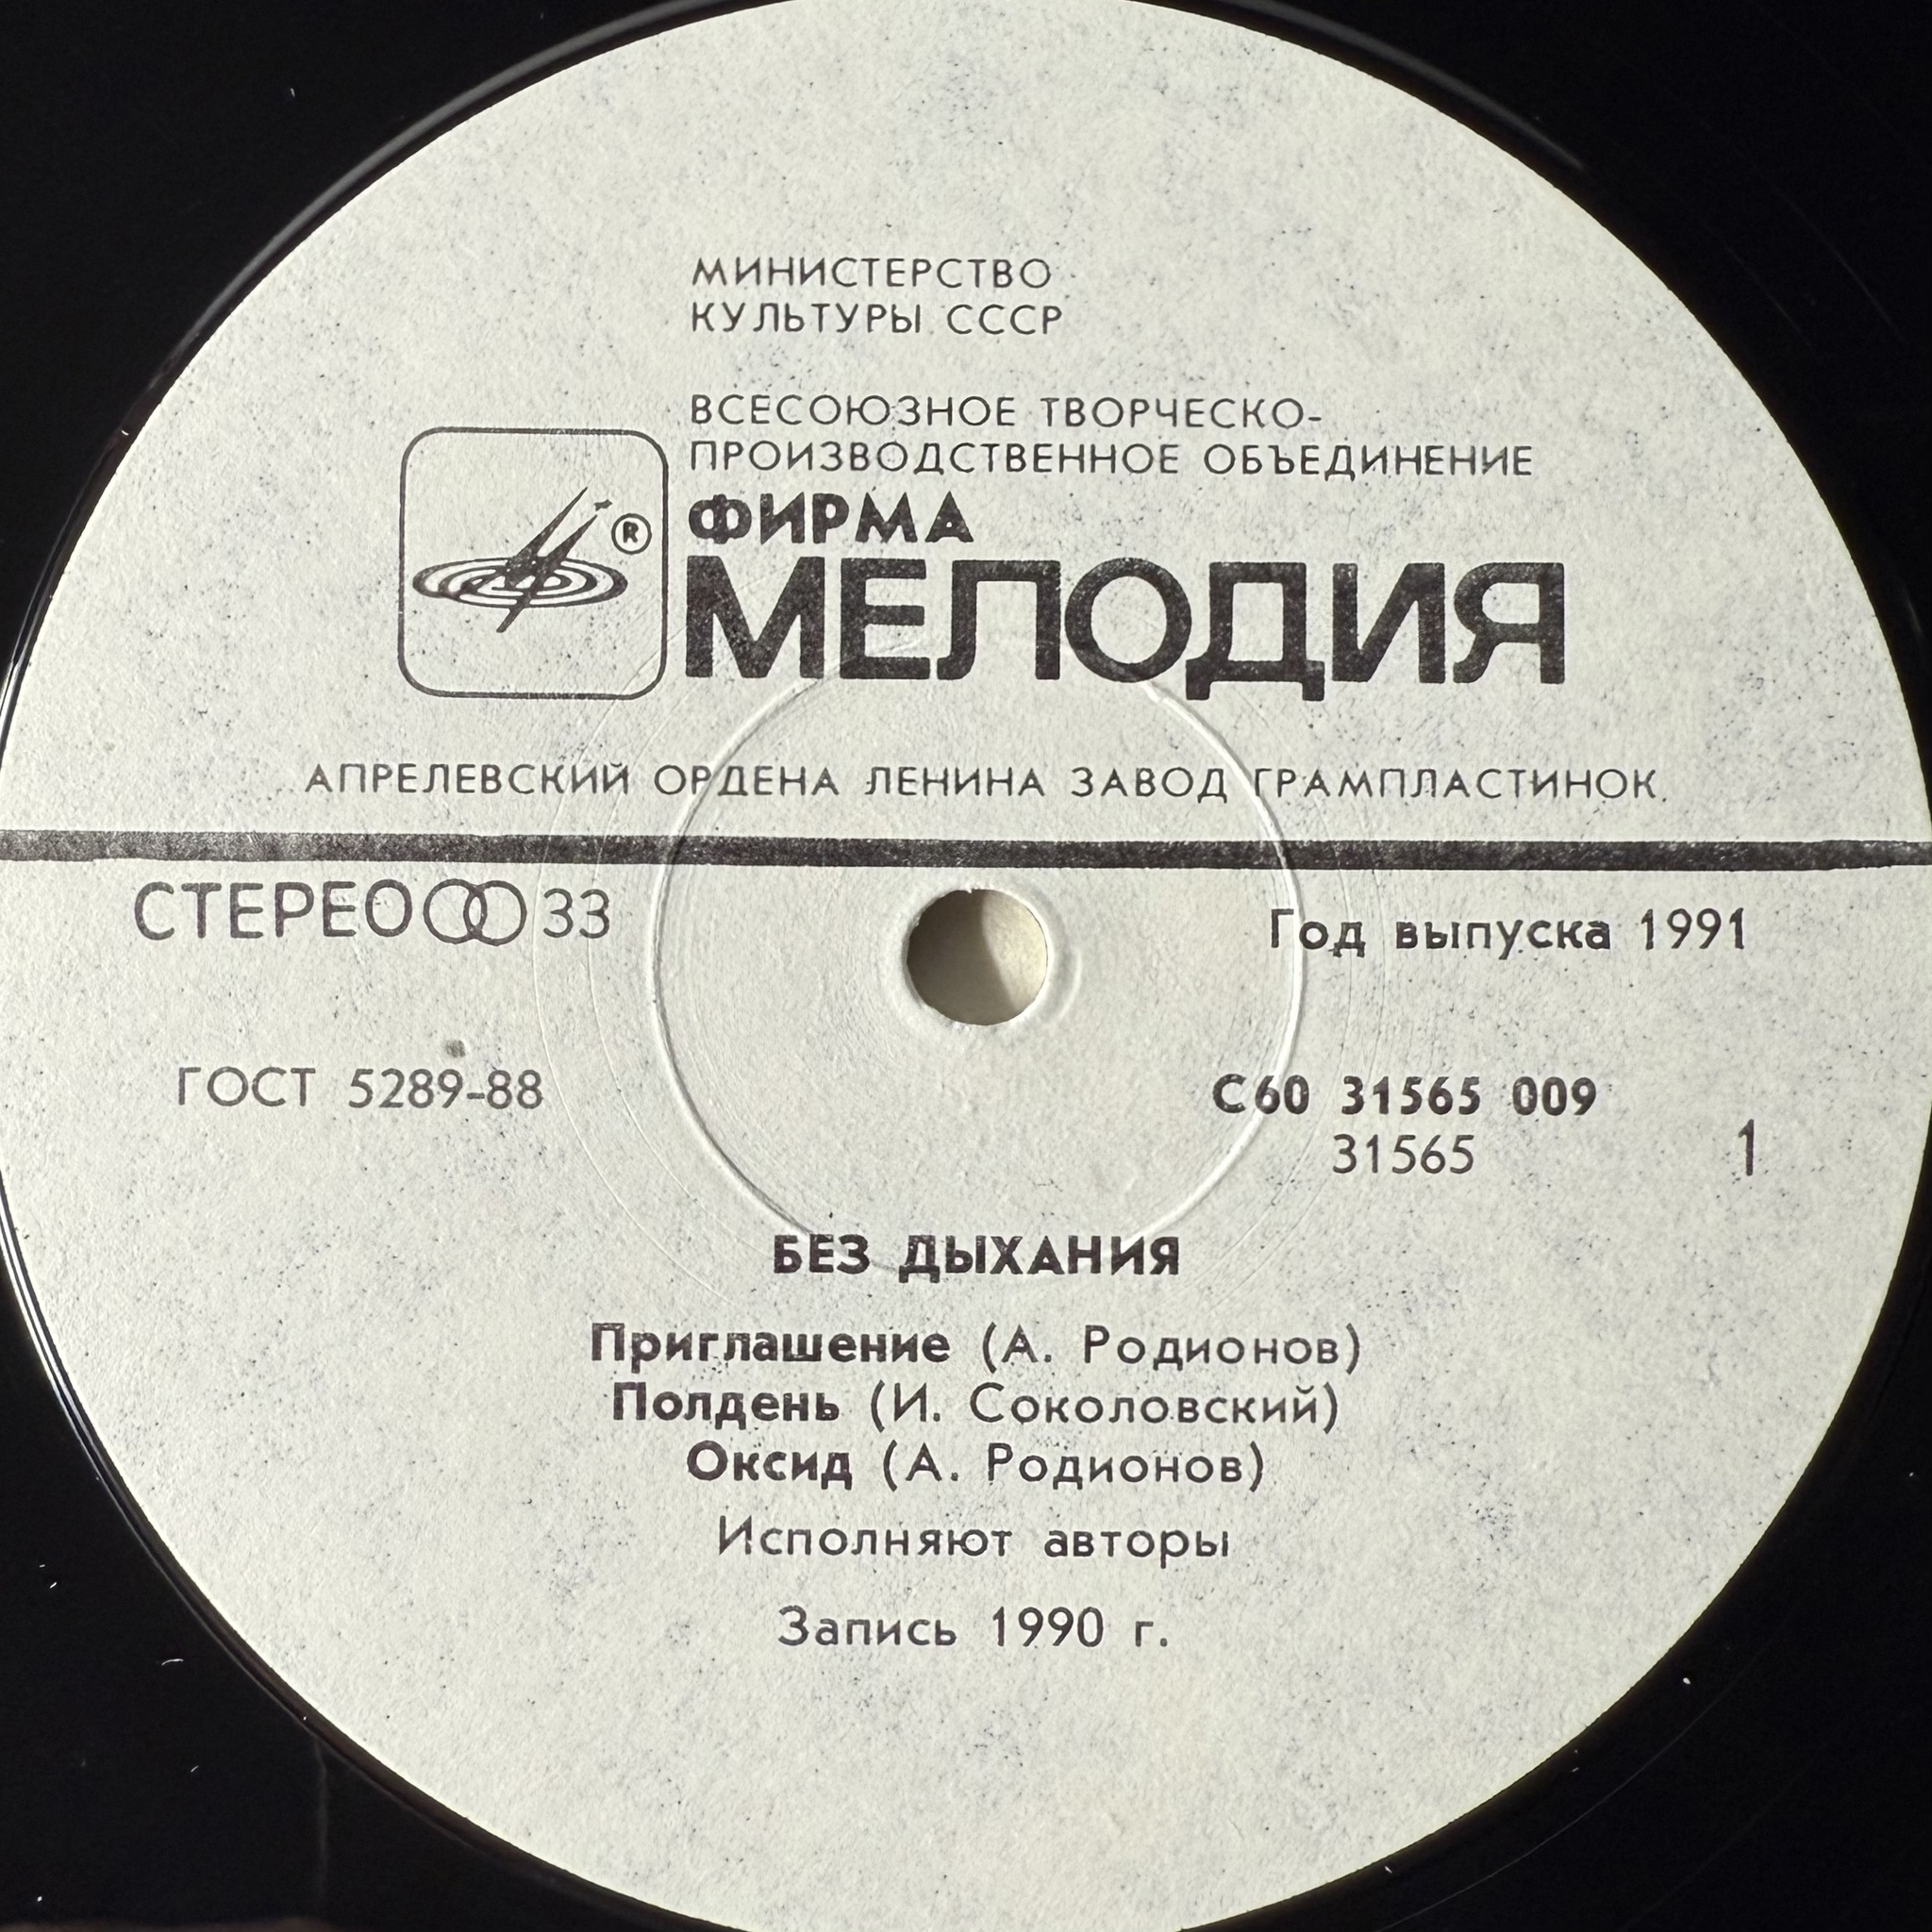 МИНИСТЕРСТВО
КУЛЬТУРЫ СССР
ВСЕСОЮЗНОЕ ТВОРЧЕСКО-
ПРОИЗВОДСТВЕННОЕ ОБЪЕДИНЕНИЕ
®
ФИРМА
МЕЛОДИЯ
АПРЕЛЕВСКИЙ ОРДЕНА ЛЕНИНА ЗАВОД ГРАМПЛАСТИНОК.
СТЕРЕО 33
Год выпуска 1991
ГОСТ 5289-88
С60 31565 009
31565
1
БЕЗ ДЫХАНИЯ
Приглашение (А. Родионов)
Полдень (И. Соколовский)
Оксид (А. Родионов)
Исполняют авторы
Запись 1990 г.